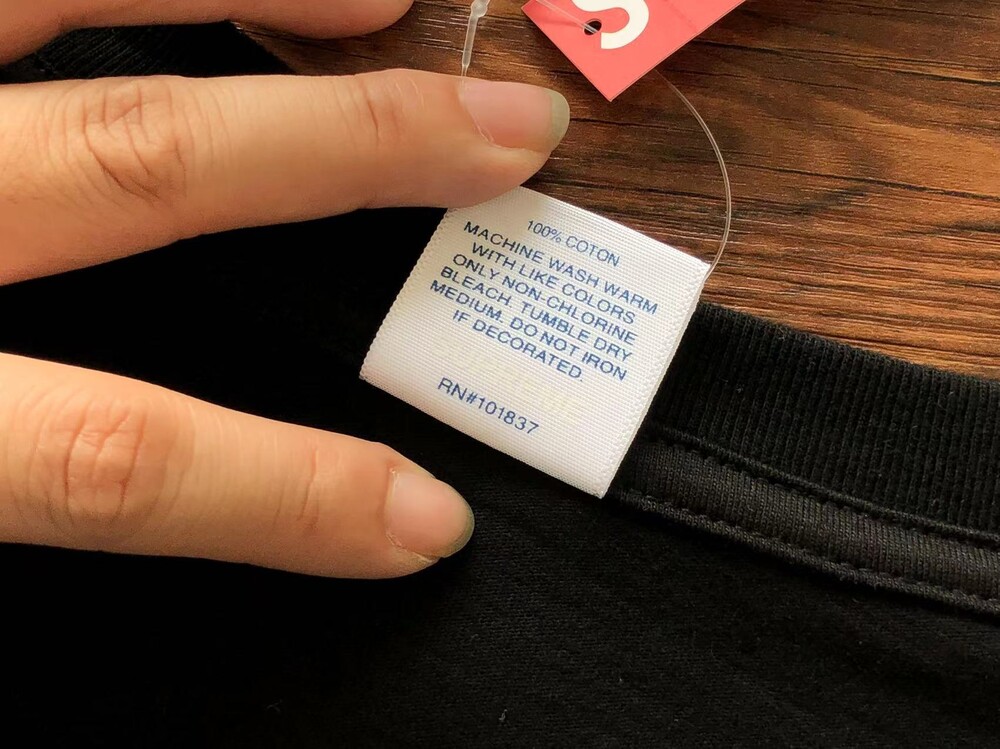 S
100% COTON
MACHINE WASH WARM
WITH LIKE COLORS
ONLY NON-CHLORINE
BLEACH. TUMBLE DRY
MEDIUM. DO NOT IRON
IF DECORATED.
RN#101837